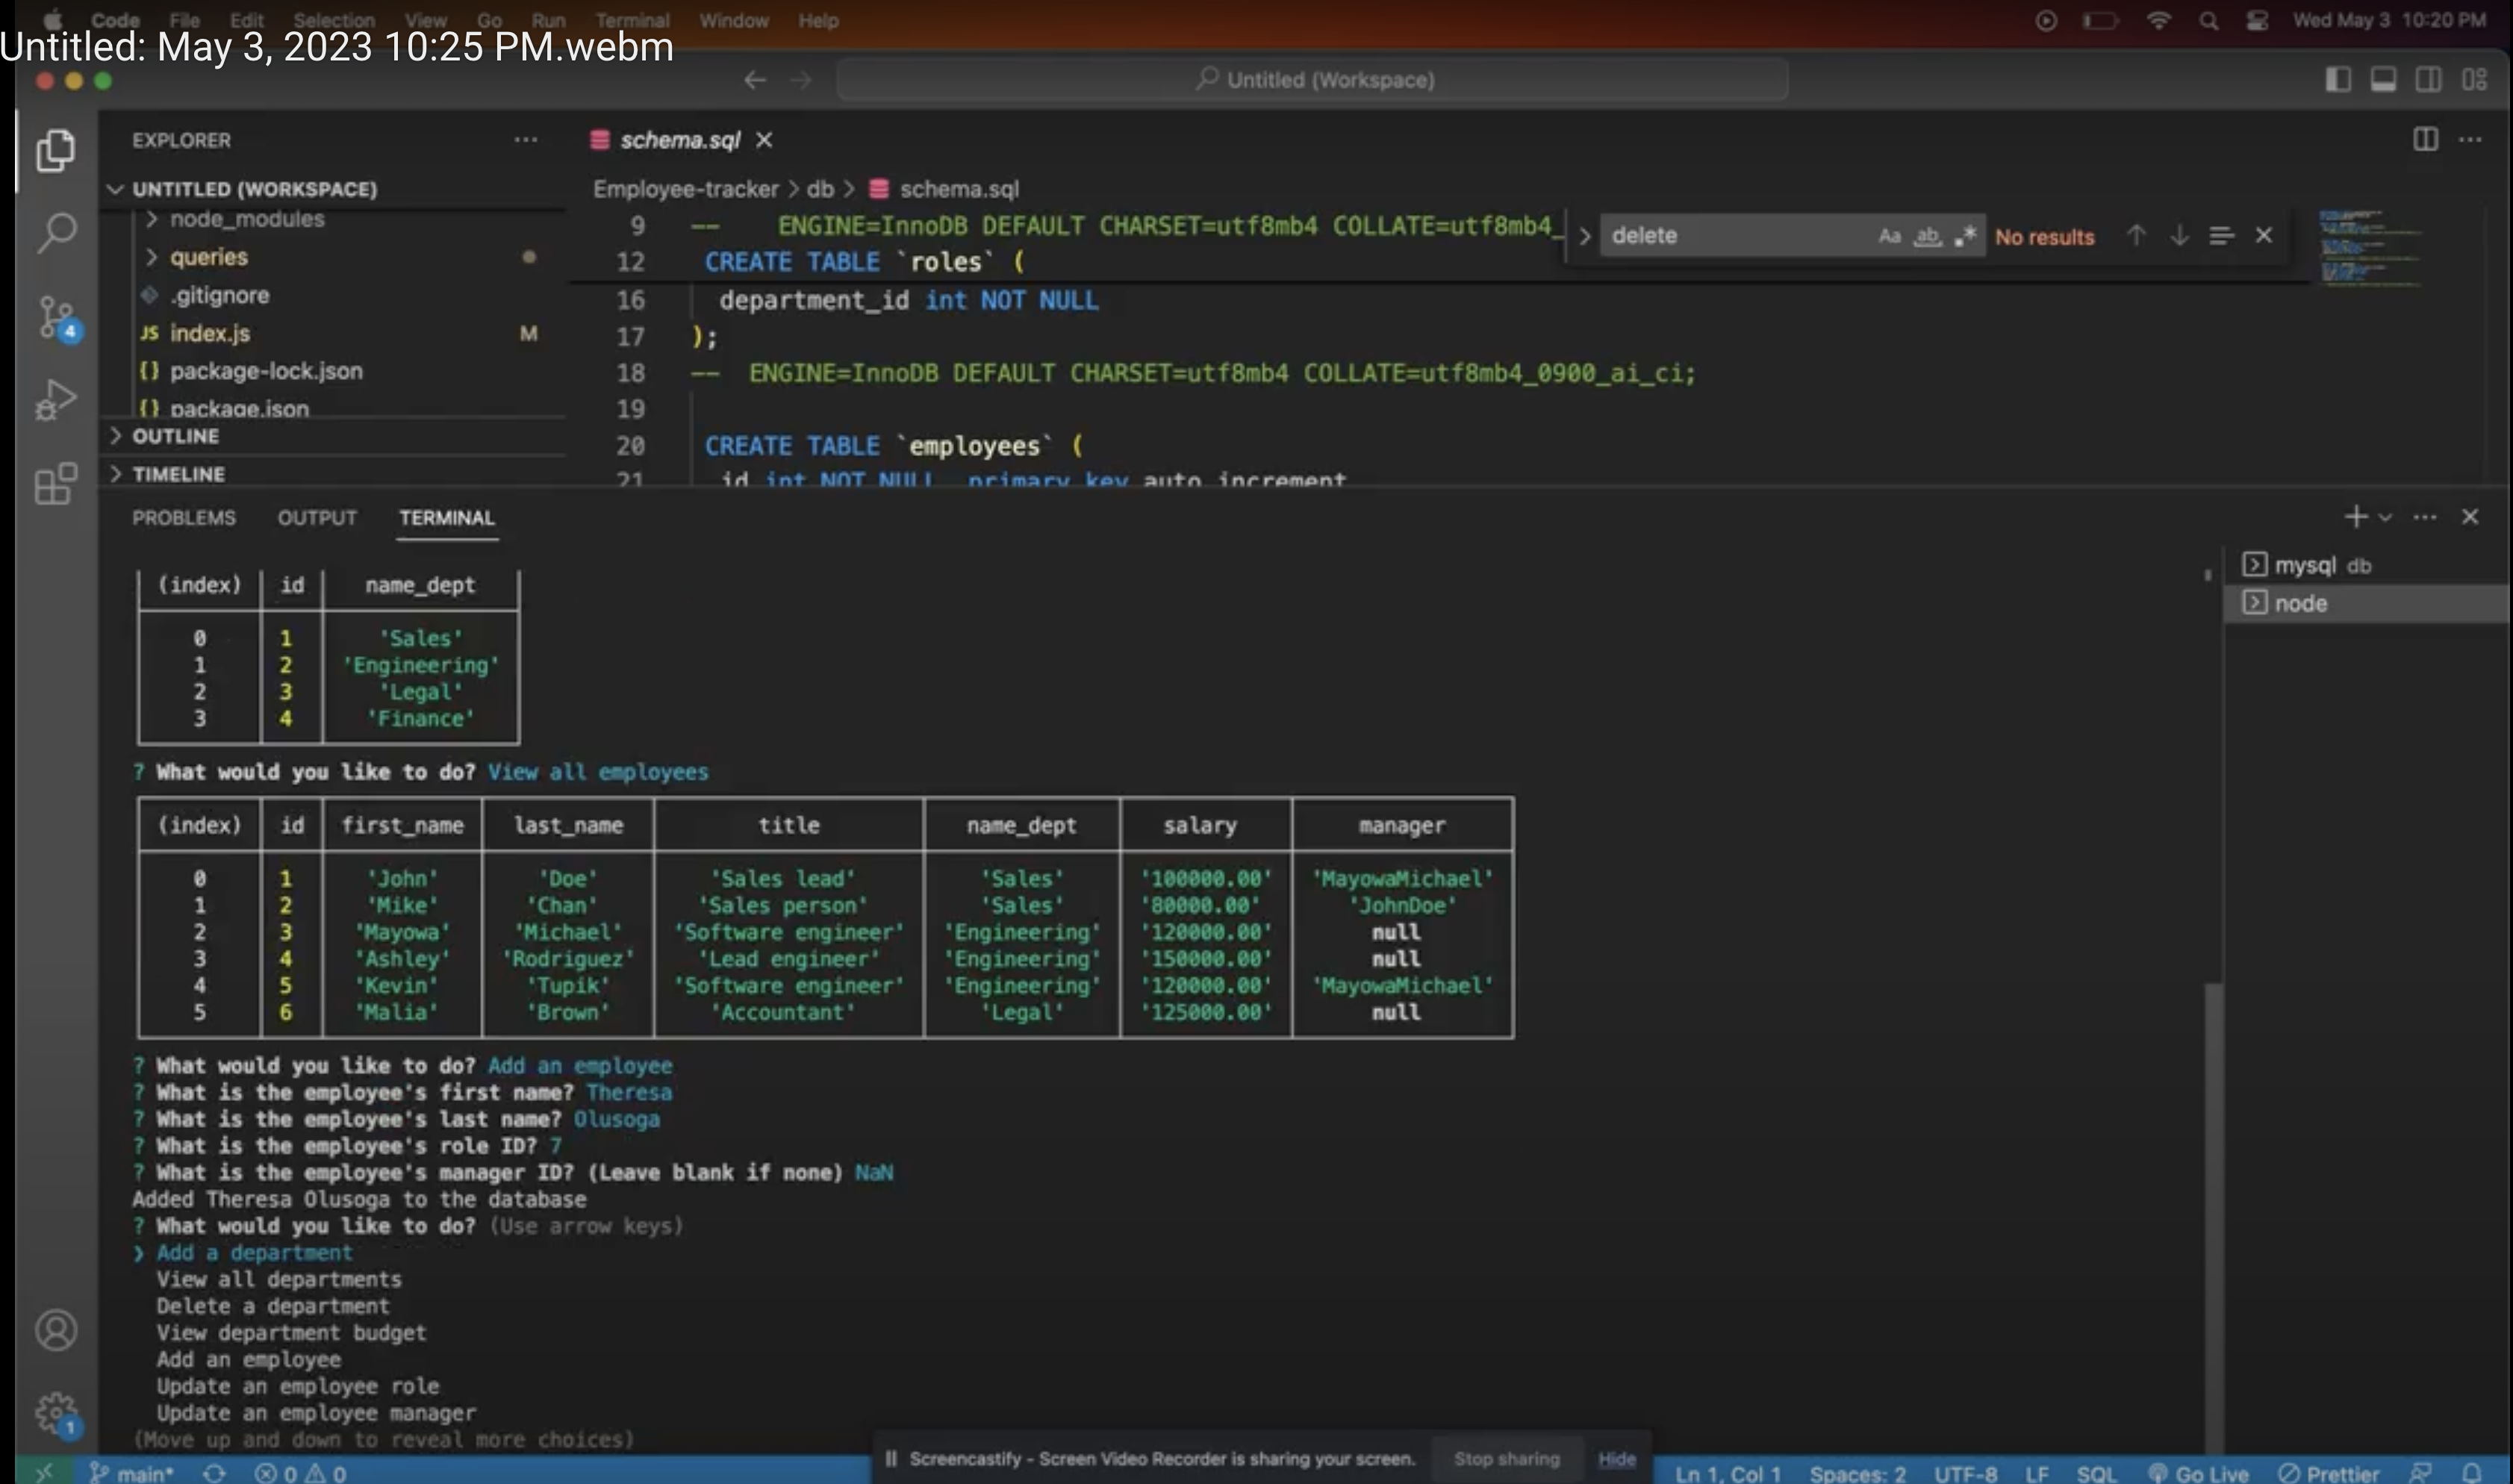 Code File Edit Selection View Go Run Terminal Window Help Wed May 3 10:20 PM
Untitled: May 3, 2023 10:25 PM.webm
Untitled (Workspace)
EXPLORER
schema.sql
UNTITLED (WORKSPACE)
node_modules
queries
.gitignore
4
JS index.js M
{} package-lock.json
{} package.json
OUTLINE
TIMELINE
Employee-tracker > db > schema.sql
9 -- ENGINE=InnoDB DEFAULT CHARSET=utf8mb4 COLLATE=utf8mb4_
12 CREATE TABLE `roles` (
16 department_id int NOT NULL
17 );
18 -- ENGINE=InnoDB DEFAULT CHARSET=utf8mb4 COLLATE=utf8mb4_0900_ai_ci;
19
20 CREATE TABLE `employees` (
21 id int NOT NULL primary key auto_increment
delete Aa ab .* No results
PROBLEMS OUTPUT TERMINAL
mysql db
node
(index) id name_dept
0 1 'Sales'
1 2 'Engineering'
2 3 'Legal'
3 4 'Finance'
? What would you like to do? View all employees
(index) id first_name last_name title name_dept salary manager
0 1 'John' 'Doe' 'Sales lead' 'Sales' '100000.00' 'MayowaMichael'
1 2 'Mike' 'Chan' 'Sales person' 'Sales' '80000.00' 'JohnDoe'
2 3 'Mayowa' 'Michael' 'Software engineer' 'Engineering' '120000.00' null
3 4 'Ashley' 'Rodriguez' 'Lead engineer' 'Engineering' '150000.00' null
4 5 'Kevin' 'Tupik' 'Software engineer' 'Engineering' '120000.00' 'MayowaMichael'
5 6 'Malia' 'Brown' 'Accountant' 'Legal' '125000.00' null
? What would you like to do? Add an employee
? What is the employee's first name? Theresa
? What is the employee's last name? Olusoga
? What is the employee's role ID? 7
? What is the employee's manager ID? (Leave blank if none) NaN
Added Theresa Olusoga to the database
? What would you like to do? (Use arrow keys)
❯ Add a department
View all departments
Delete a department
View department budget
Add an employee
Update an employee role
Update an employee manager
(Move up and down to reveal more choices)
1
Screencastify - Screen Video Recorder is sharing your screen. Stop sharing Hide
main* 0 0 Ln 1, Col 1 Spaces: 2 UTF-8 LF SQL Go Live Prettier